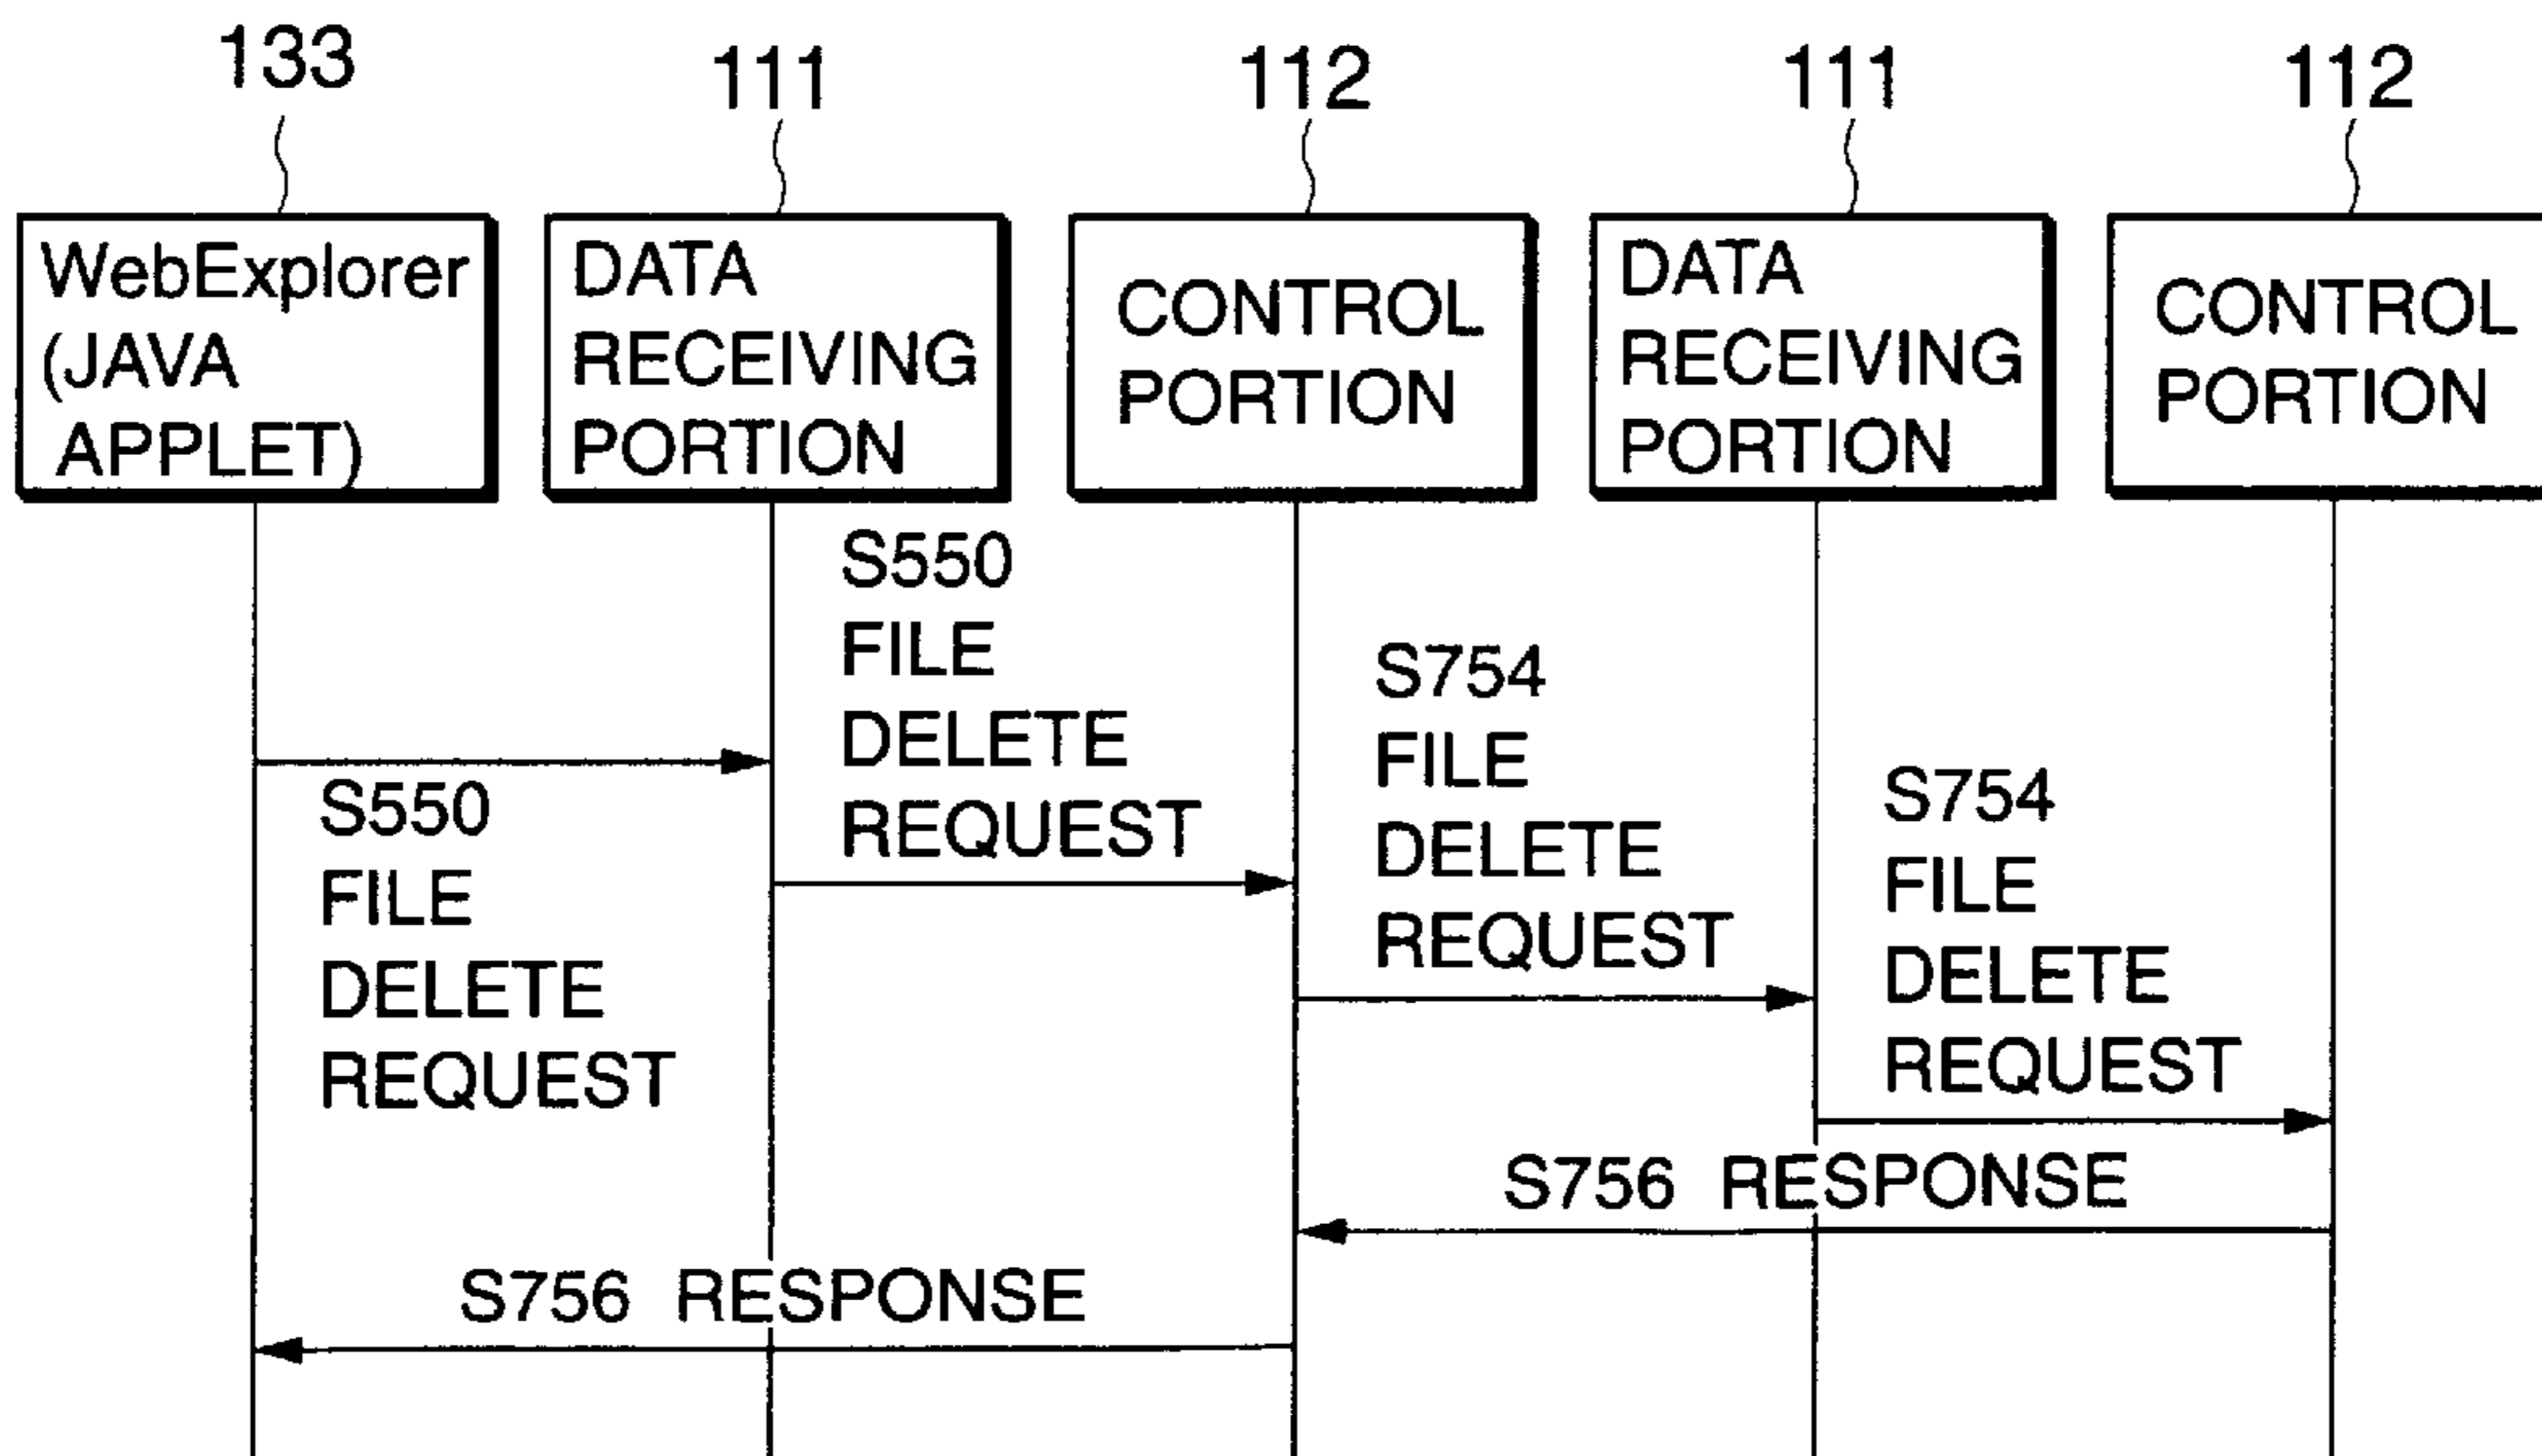 133
111
112
111
112
WebExplorer
(JAVA
APPLET)
DATA
RECEIVING
PORTION
CONTROL
PORTION
DATA
RECEIVING
PORTION
CONTROL
PORTION
S550
FILE
DELETE
REQUEST
S550
FILE
DELETE
REQUEST
S754
FILE
DELETE
REQUEST
S754
FILE
DELETE
REQUEST
S756 RESPONSE
S756 RESPONSE